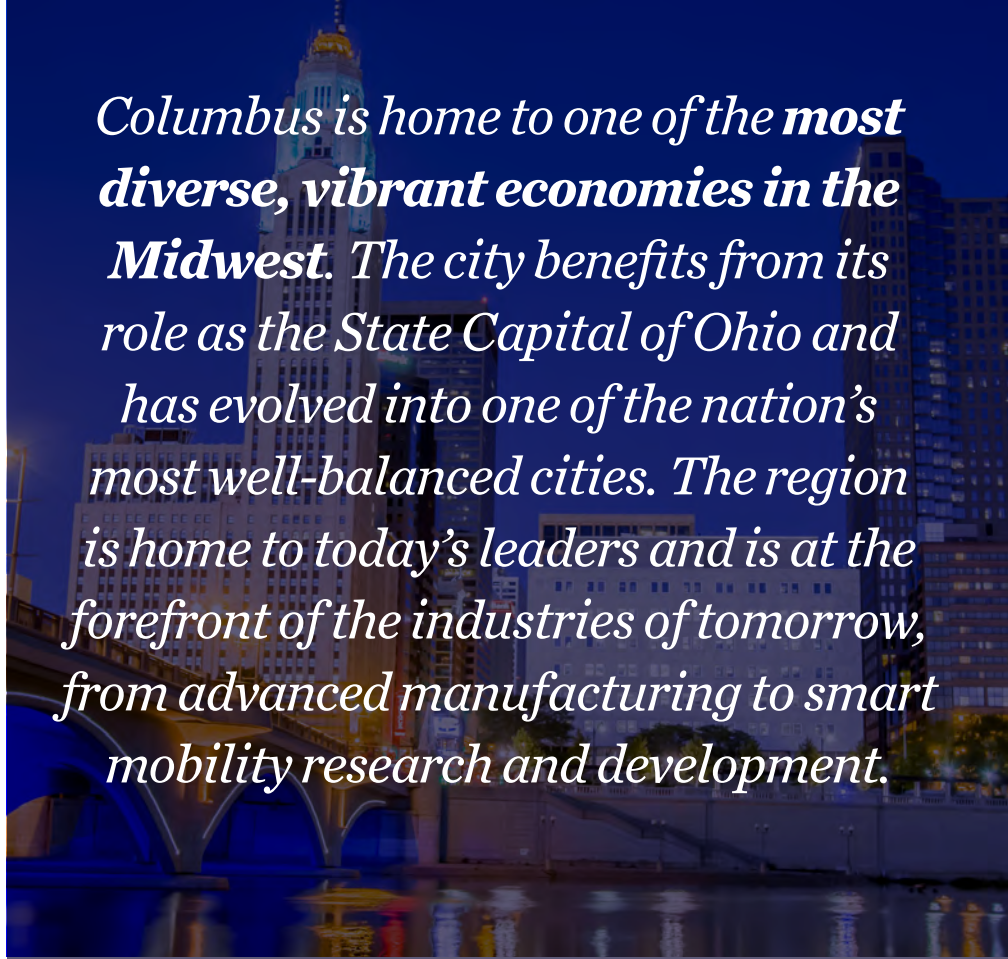 Columbus is home to one of the most
diverse, vibrant economies in the
Midwest. The city benefits from its
role as the State Capital of Ohio and
has evolved into one of the nation’s
most well-balanced cities. The region
is home to today’s leaders and is at the
forefront of the industries of tomorrow,
from advanced manufacturing to smart
mobility research and development.